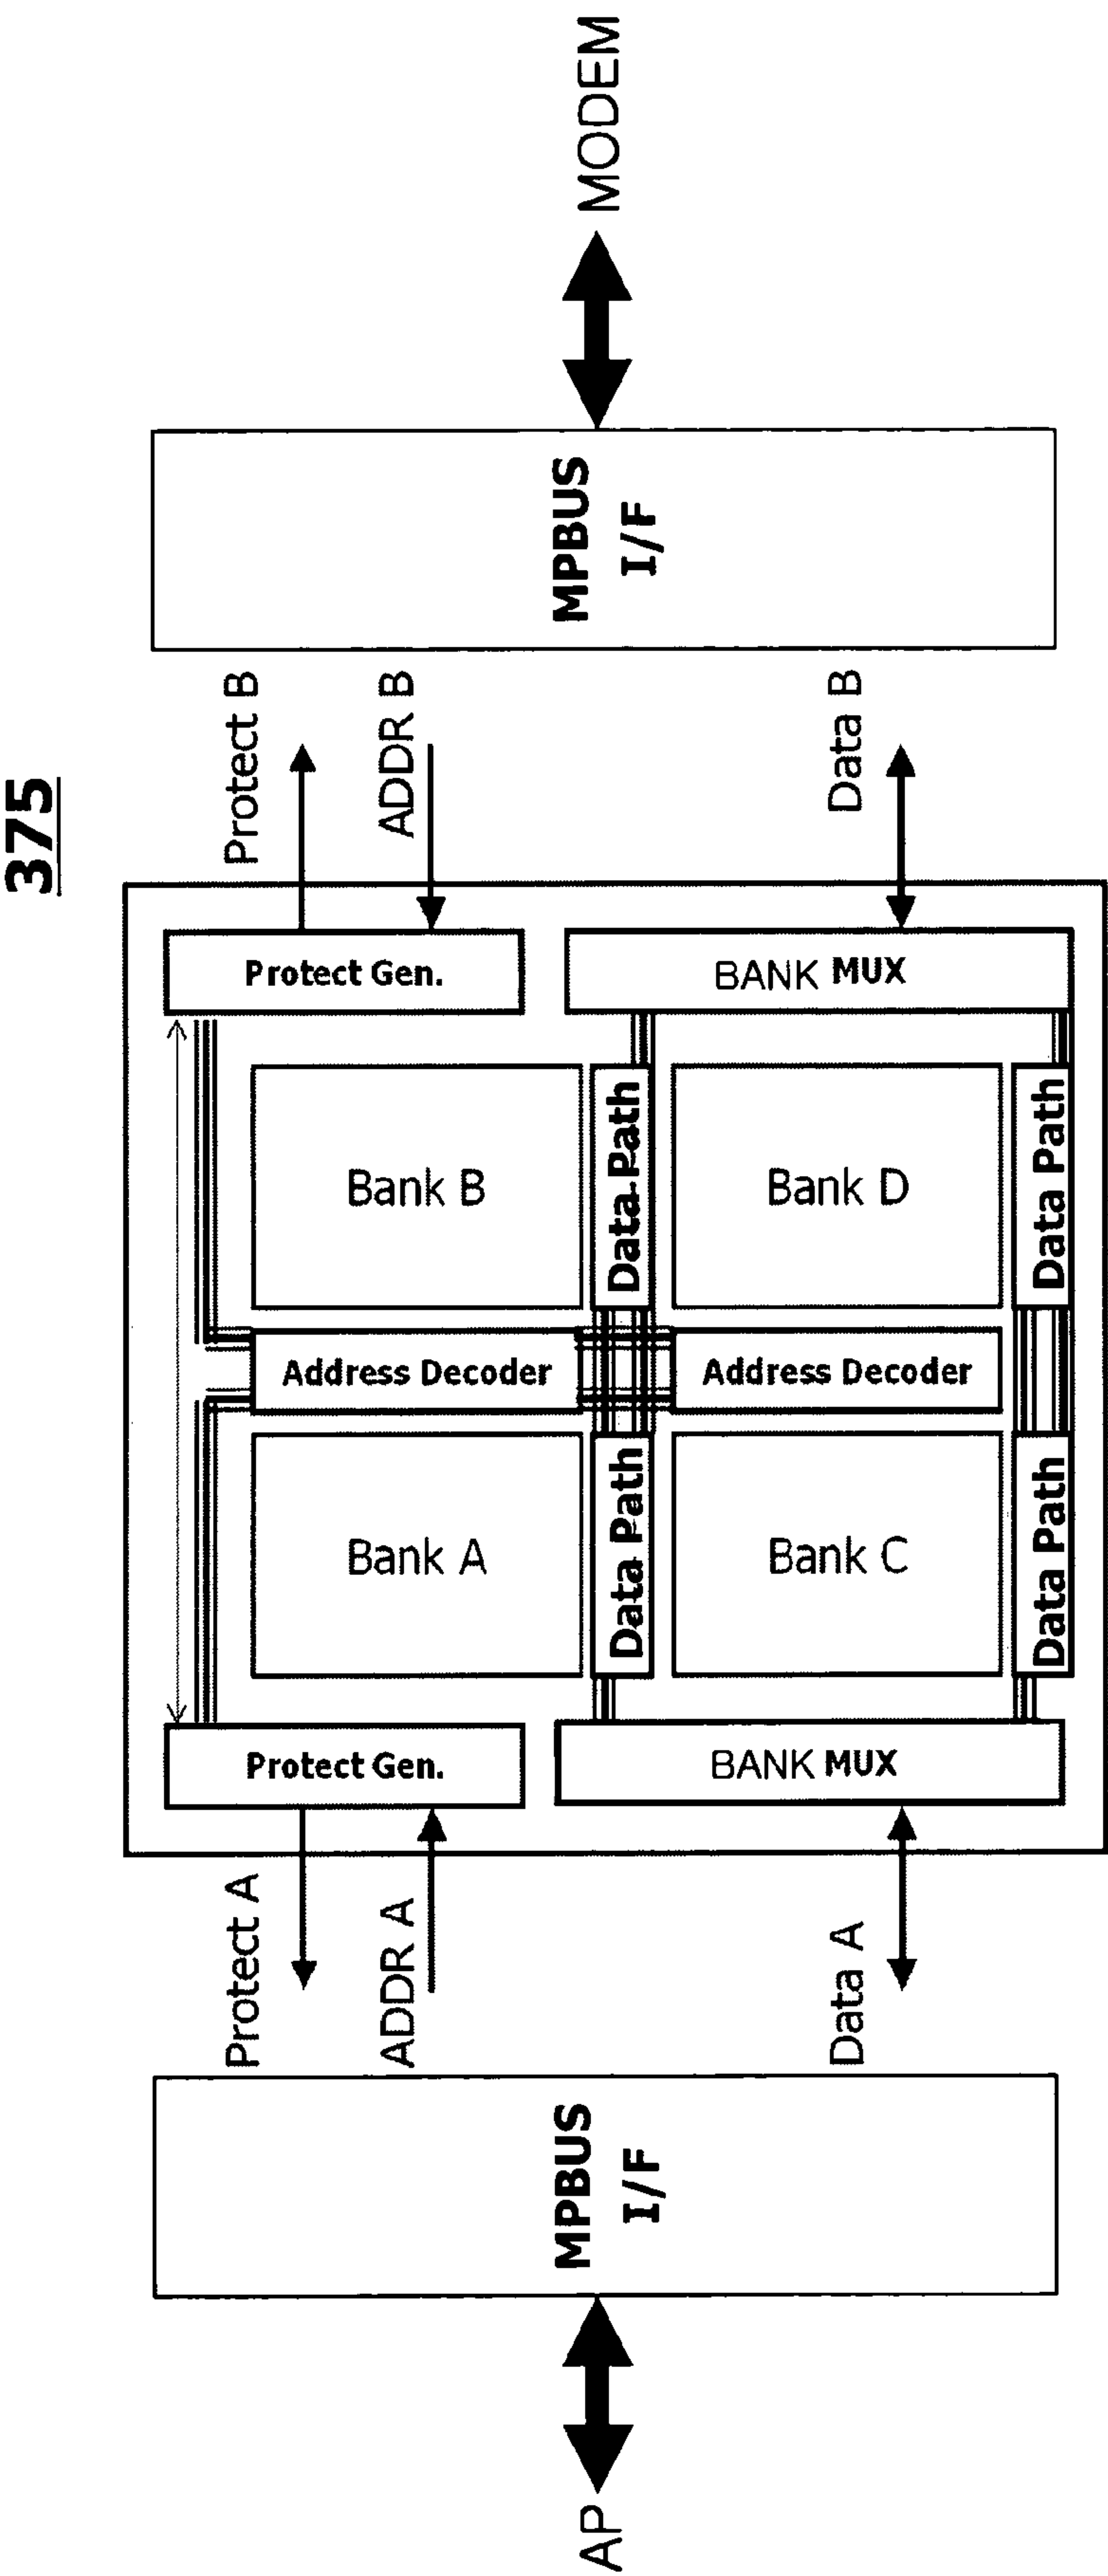 375
MODEM
MPBUS
I/F
Protect B
ADDR B
Data B
Protect Gen.
BANK MUX
Bank B
Data Path
Bank D
Data Path
Address Decoder
Address Decoder
Bank A
Data Path
Bank C
Data Path
Protect Gen.
BANK MUX
Protect A
ADDR A
Data A
MPBUS
I/F
AP